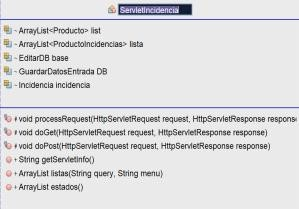 ServletIncidencia
~ ArrayList<Producto> list
~ ArrayList<ProductoIncidencias> lista
~ EditarDB base
~ GuardarDatosEntrada DB
~ Incidencia incidencia
# void processRequest(HttpServletRequest request, HttpServletResponse respons
# void doGet(HttpServletRequest request, HttpServletResponse response)
# void doPost(HttpServletRequest request, HttpServletResponse response)
+ String getServletInfo()
+ ArrayList listas(String query, String menu)
+ ArrayList estados()